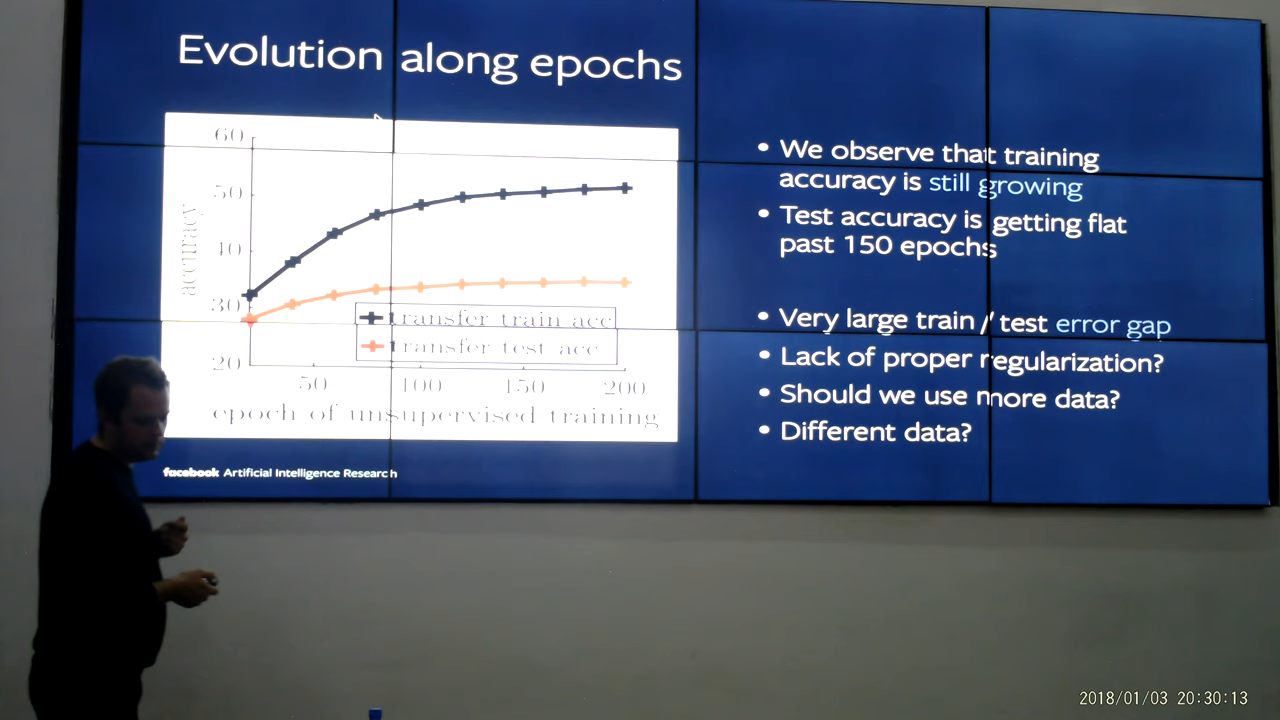 Evolution along epochs
60
50
40
30
20
accuracy
transfer train acc
transfer test acc
50 100 150 200
epoch of unsupervised training
• We observe that training
accuracy is still growing
• Test accuracy is getting flat
past 150 epochs
• Very large train / test error gap
• Lack of proper regularization?
• Should we use more data?
• Different data?
facebook Artificial Intelligence Research
2018/01/03 20:30:13